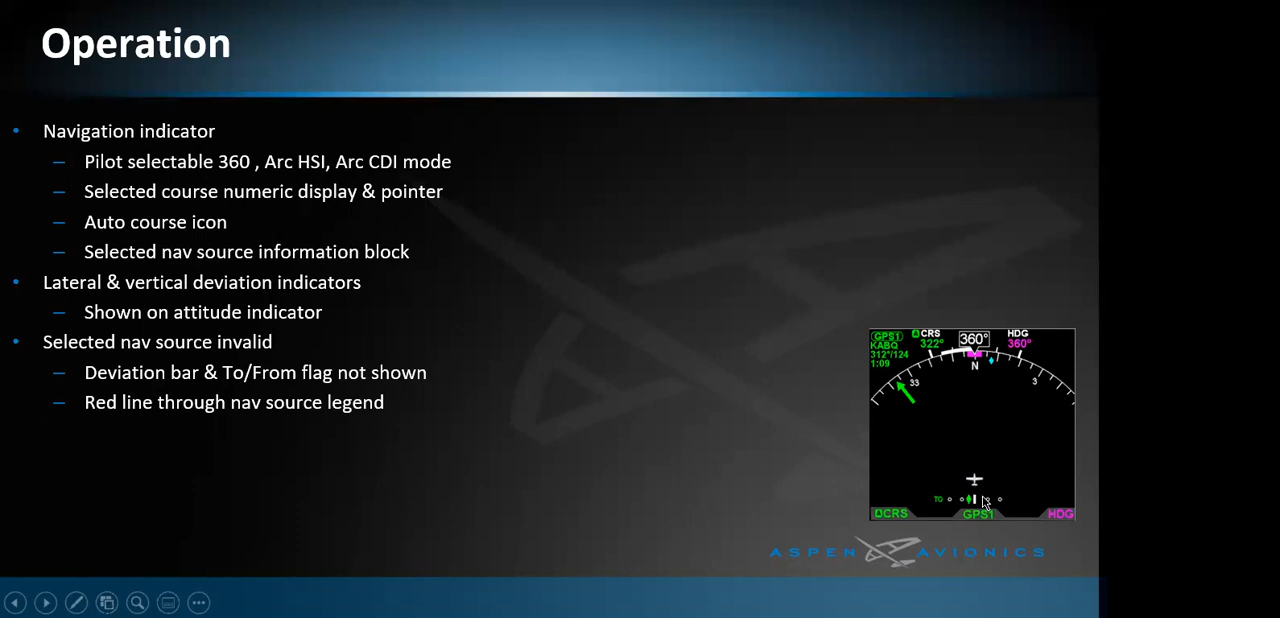 Operation
Navigation indicator
Pilot selectable 360 , Arc HSI, Arc CDI mode
Selected course numeric display & pointer
Auto course icon
Selected nav source information block
Lateral & vertical deviation indicators
Shown on attitude indicator
Selected nav source invalid
Deviation bar & To/From flag not shown
Red line through nav source legend
GPS1 A CRS 360° HDG
KABQ 322° 360°
312°/124
1:09
N
33 3
TO
A CRS GPS1 HDG
ASPEN AVIONICS